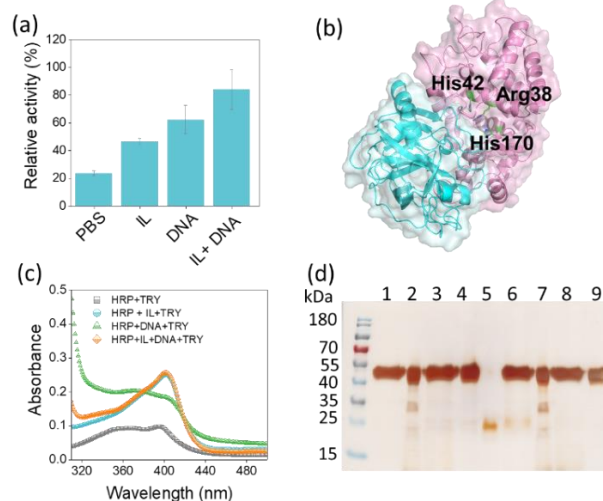 (a)
Relative activity (%)
100
80
60
40
20
0
PBS
IL
DNA
IL+ DNA
(b)
His42
Arg38
His170
(c)
Absorbance
0.5
0.4
0.3
0.2
0.1
0.0
HRP+TRY
HRP + IL+TRY
HRP+DNA+TRY
HRP+IL+DNA+TRY
310 360 400 440 480
Wavelength (nm)
(d)
kDa
1 2 3 4 5 6 7 8 9
180
70
55
40
35
25
15